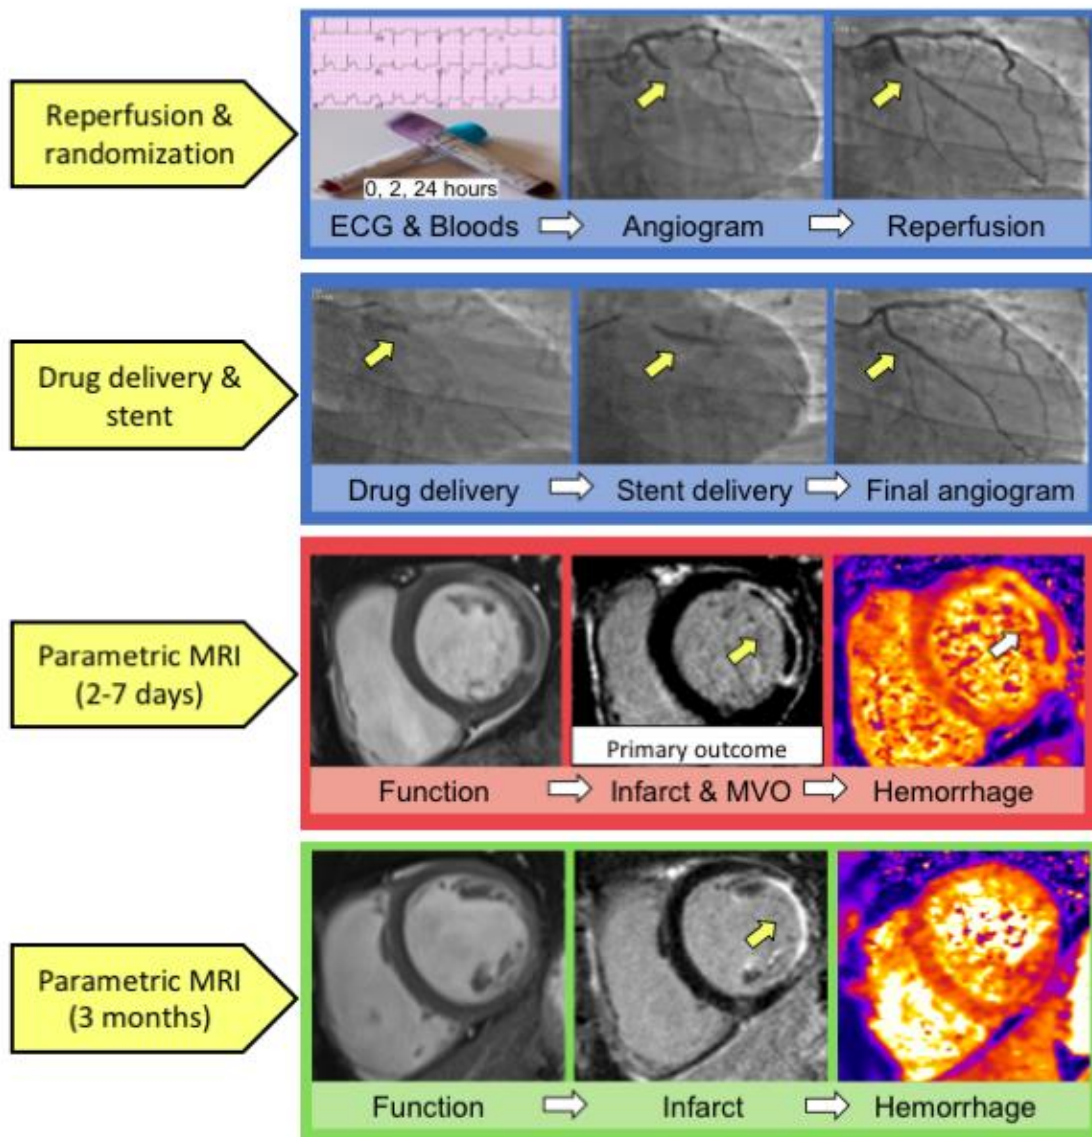 Reperfusion &
randomization
0, 2, 24 hours
ECG & Bloods
Angiogram
Reperfusion
Drug delivery &
stent
Drug delivery
Stent delivery
Final angiogram
Parametric MRI
(2-7 days)
Primary outcome
Function
Infarct & MVO
Hemorrhage
Parametric MRI
(3 months)
Function
Infarct
Hemorrhage